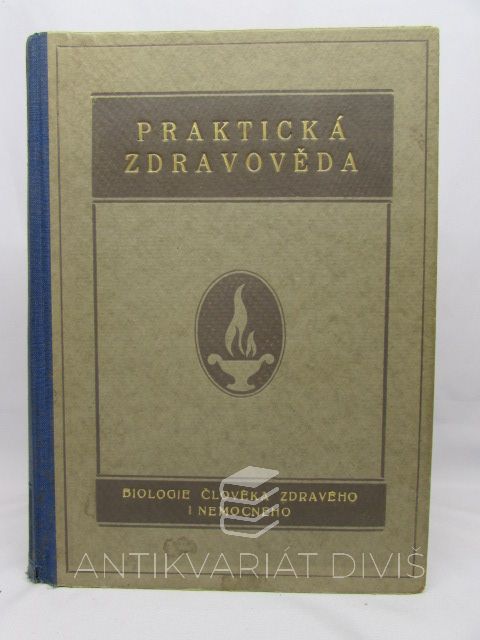 PRAKTICKÁ
ZDRAVOVĚDA
BIOLOGIE ČLOVĚKA ZDRAVÉHO
I NEMOCNÉHO
ANTIKVARIÁT DIVIŠ